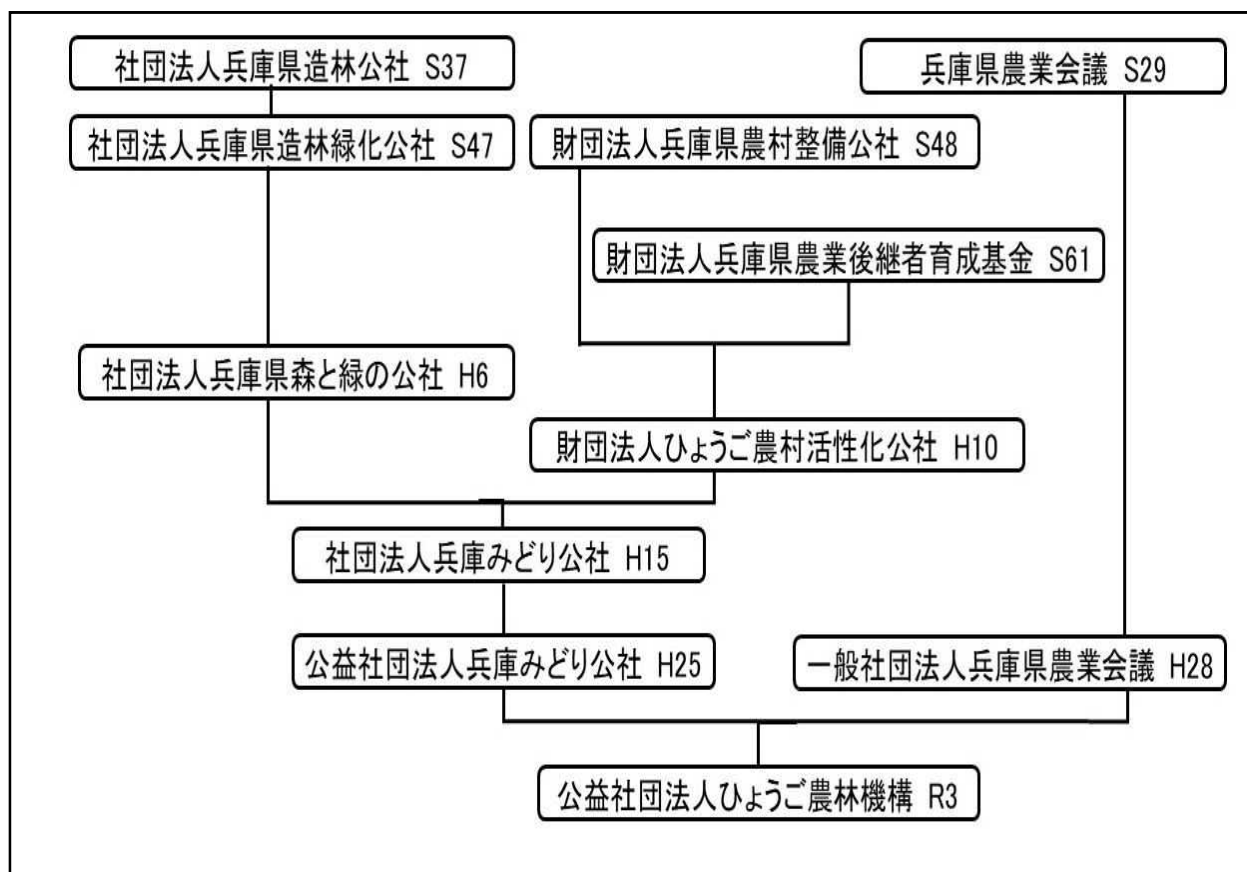 社団法人兵庫県造林公社 S37
兵庫県農業会議 S29
社団法人兵庫県造林緑化公社 S47
財団法人兵庫県農村整備公社 S48
財団法人兵庫県農業後継者育成基金 S61
社団法人兵庫県森と緑の公社 H6
財団法人ひょうご農村活性化公社 H10
社団法人兵庫みどり公社 H15
公益社団法人兵庫みどり公社 H25
一般社団法人兵庫県農業会議 H28
公益社団法人ひょうご農林機構 R3